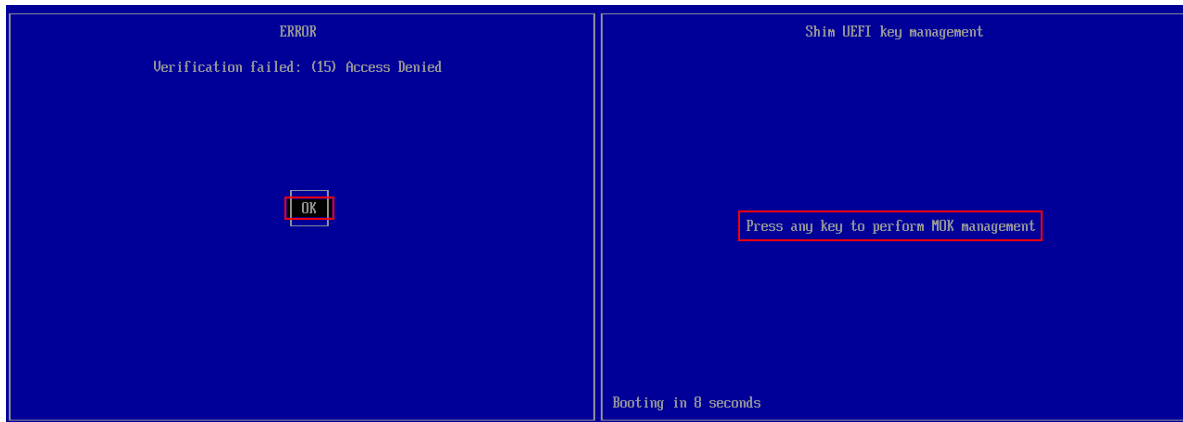 ERROR
Verification failed: (15) Access Denied
OK
Shim UEFI key management
Press any key to perform MOK management
Booting in 8 seconds